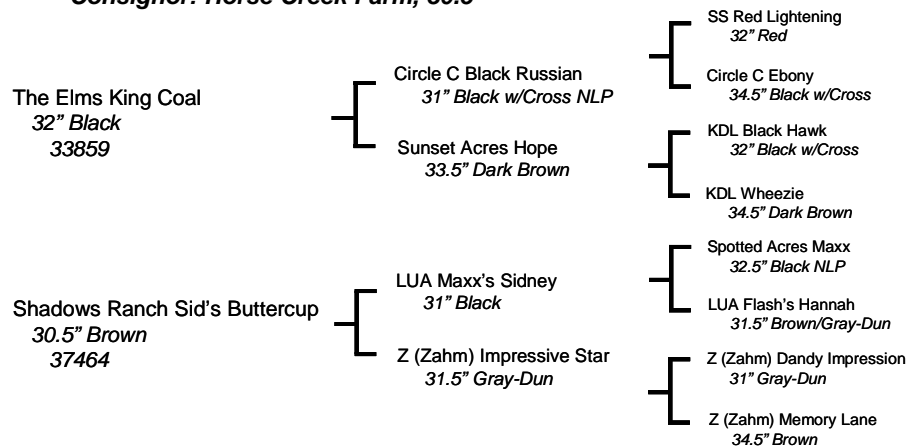 The Elms King Coal
32” Black
33859
Circle C Black Russian
31” Black w/Cross NLP
Sunset Acres Hope
33.5” Dark Brown
SS Red Lightening
32” Red
Circle C Ebony
34.5” Black w/Cross
KDL Black Hawk
32” Black w/Cross
KDL Wheezie
34.5” Dark Brown
Shadows Ranch Sid’s Buttercup
30.5” Brown
37464
LUA Maxx’s Sidney
31” Black
Z (Zahm) Impressive Star
31.5” Gray-Dun
Spotted Acres Maxx
32.5” Black NLP
LUA Flash’s Hannah
31.5” Brown/Gray-Dun
Z (Zahm) Dandy Impression
31” Gray-Dun
Z (Zahm) Memory Lane
34.5” Brown